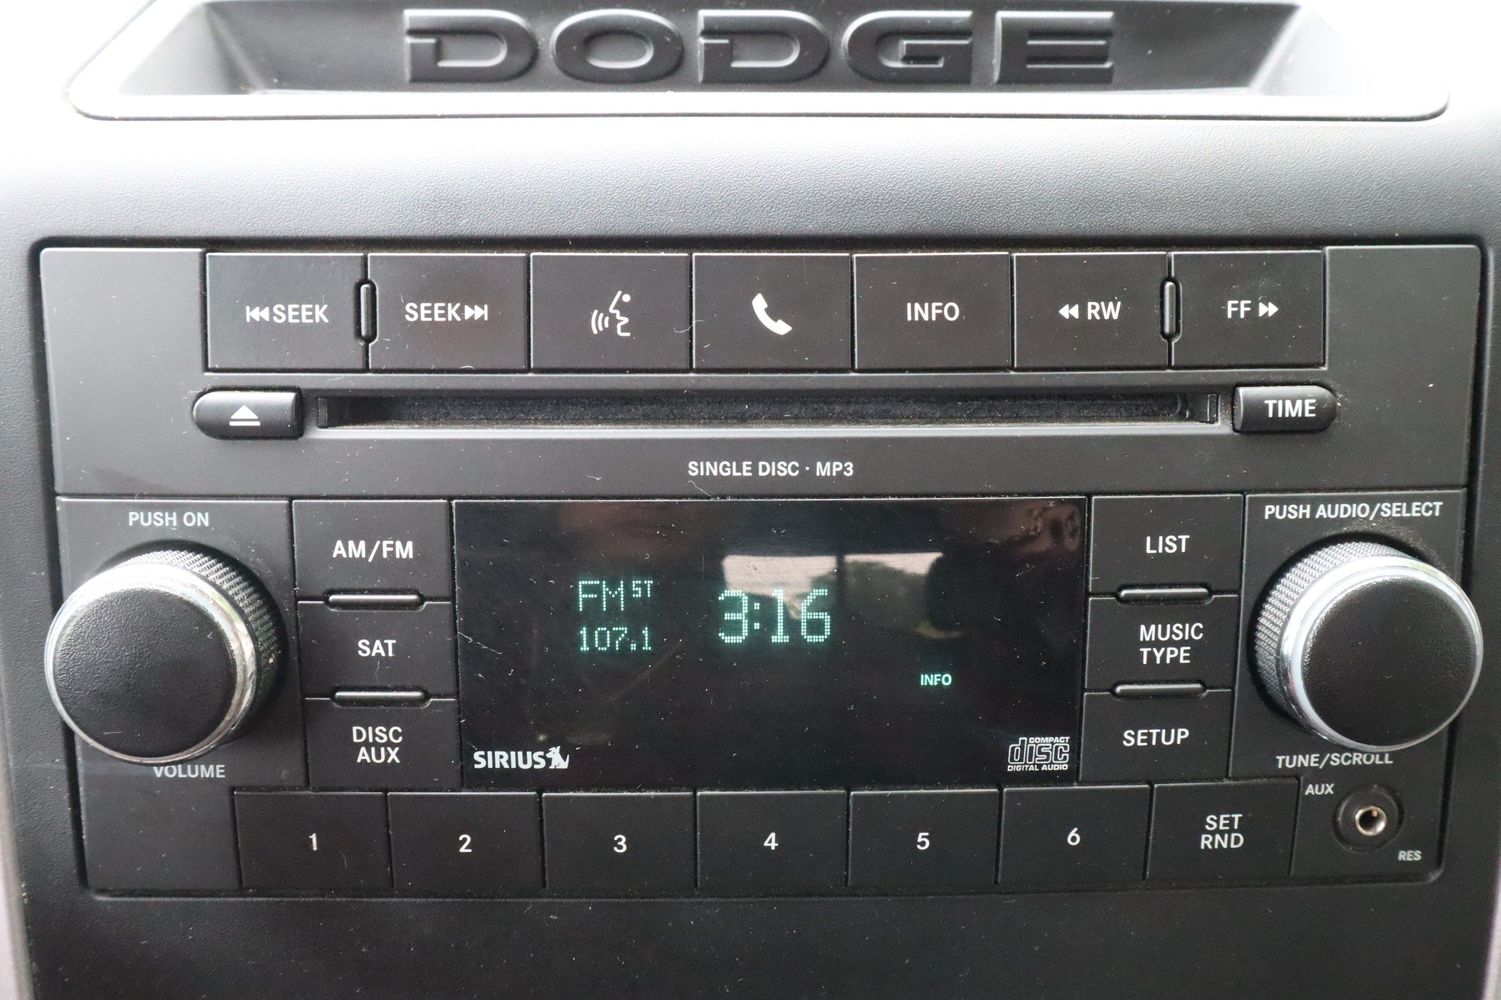 DODGE
SEEK
SEEK
INFO
RW
FF
TIME
SINGLE DISC · MP3
PUSH ON
VOLUME
AM/FM
SAT
DISC
AUX
FM ST
107.1
3:16
INFO
SIRIUS
COMPACT
disc
DIGITAL AUDIO
LIST
MUSIC
TYPE
SETUP
PUSH AUDIO/SELECT
TUNE/SCROLL
AUX
RES
1
2
3
4
5
6
SET
RND